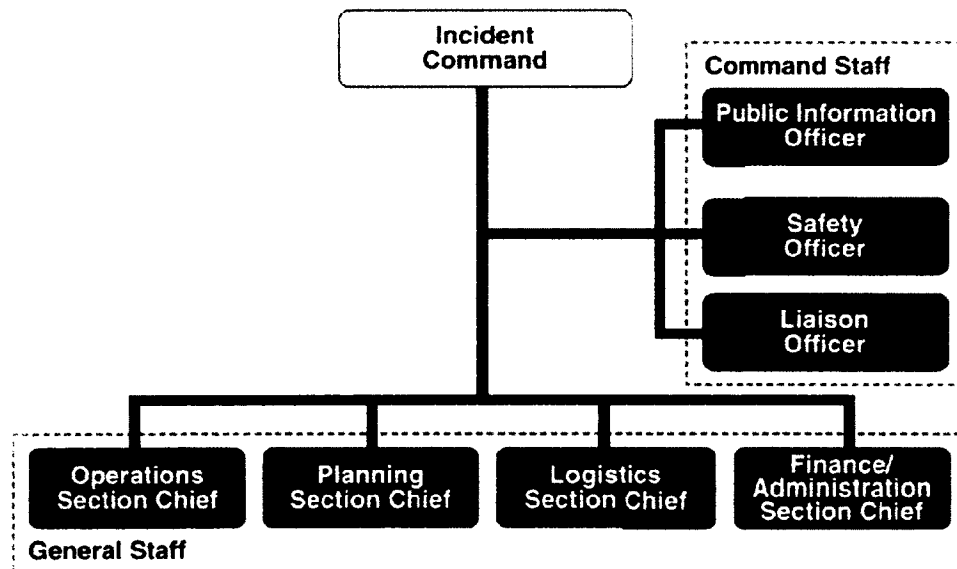 Incident
Command
Command Staff
Public Information
Officer
Safety
Officer
Liaison
Officer
Operations
Section Chief
Planning
Section Chief
Logistics
Section Chief
Finance/
Administration
Section Chief
General Staff